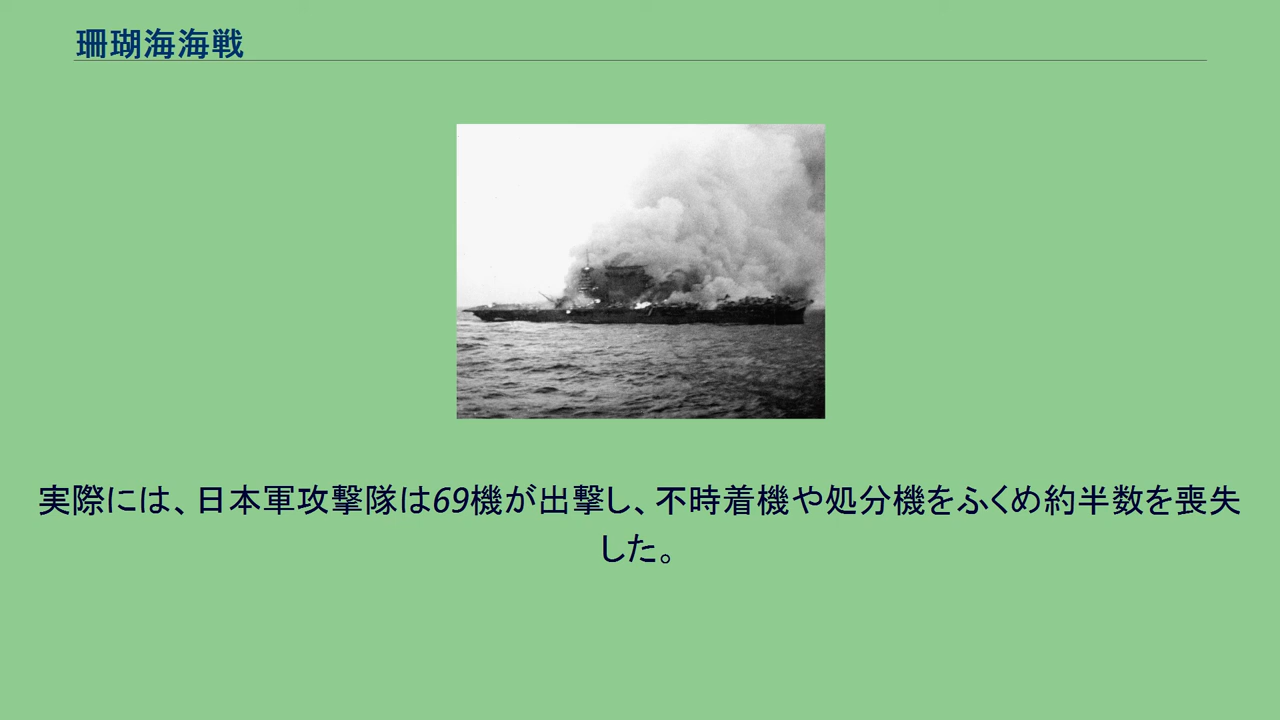 珊瑚海海戦
実際には、日本軍攻撃隊は69機が出撃し、不時着機や処分機をふくめ約半数を喪失
した。